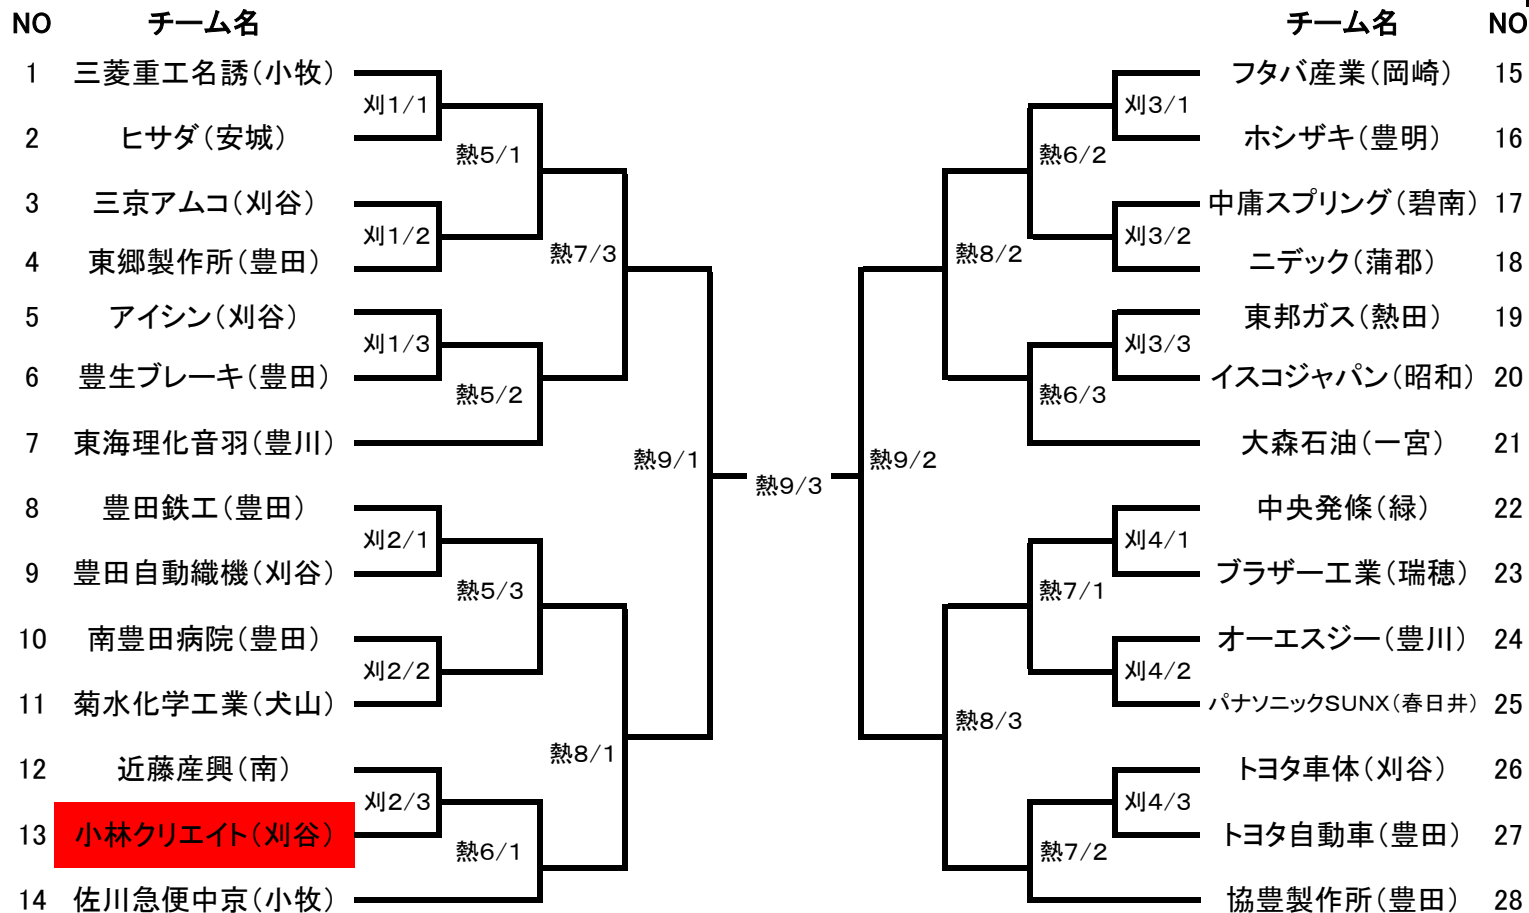 NO チーム名 チーム名 NO
1 三菱重工名誘(小牧) フタバ産業(岡崎) 15
刈1/1 刈3/1
2 ヒサダ(安城) ホシザキ(豊明) 16
熱5/1 熱6/2
3 三京アムコ(刈谷) 中庸スプリング(碧南) 17
刈1/2 刈3/2
熱7/3 熱8/2
4 東郷製作所(豊田) ニデック(蒲郡) 18
5 アイシン(刈谷) 東邦ガス(熱田) 19
刈1/3 刈3/3
6 豊生ブレーキ(豊田) イスコジャパン(昭和) 20
熱5/2 熱6/3
7 東海理化音羽(豊川) 大森石油(一宮) 21
熱9/1 熱9/2
熱9/3
8 豊田鉄工(豊田) 中央発條(緑) 22
刈2/1 刈4/1
9 豊田自動織機(刈谷) ブラザー工業(瑞穂) 23
熱5/3 熱7/1
10 南豊田病院(豊田) オーエスジー(豊川) 24
刈2/2 刈4/2
11 菊水化学工業(犬山) パナソニックSUNX(春日井) 25
熱8/3
熱8/1
12 近藤産興(南) トヨタ車体(刈谷) 26
刈2/3 刈4/3
13 小林クリエイト(刈谷) トヨタ自動車(豊田) 27
熱6/1 熱7/2
14 佐川急便中京(小牧) 協豊製作所(豊田) 28